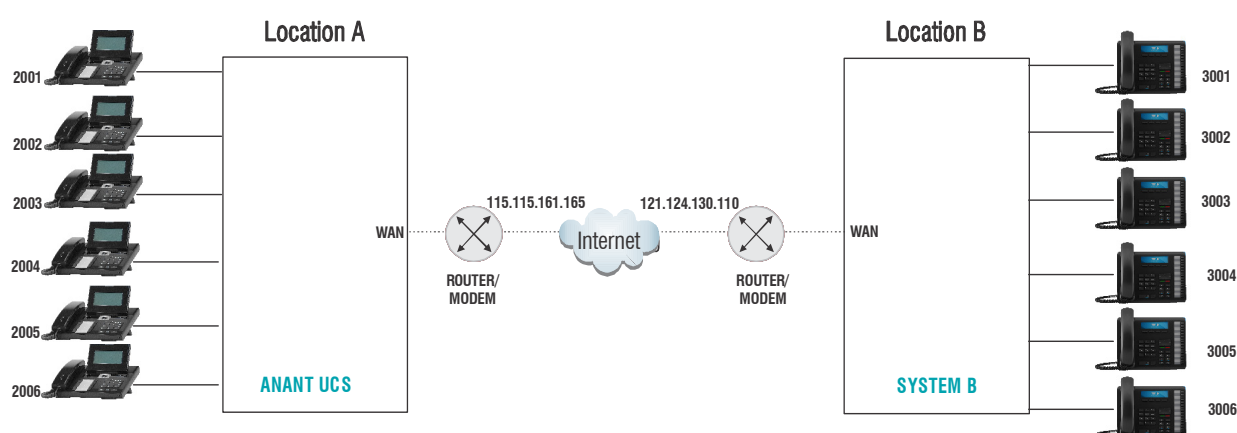 Location A
Location B
2001
2002
2003
2004
2005
2006
WAN
115.115.161.165
ROUTER/
MODEM
Internet
121.124.130.110
ROUTER/
MODEM
WAN
ANANT UCS
SYSTEM B
3001
3002
3003
3004
3005
3006